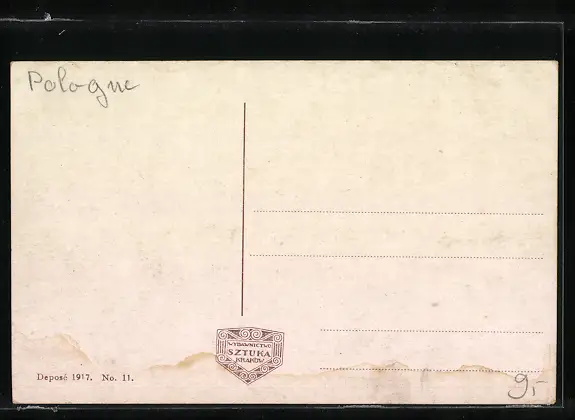 Pologne
WYDAWNICTWO
SZTUKA
KRAKÓW
Deposé 1917. No. 11.
9,-